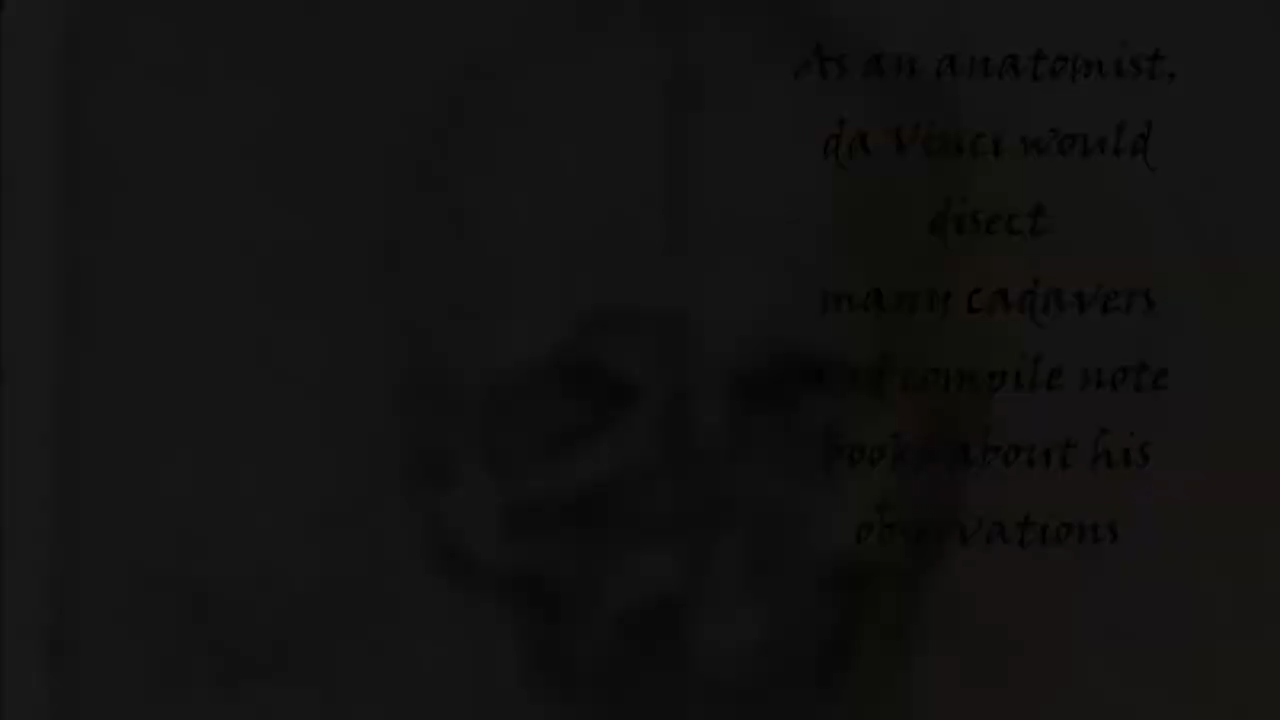 As an anatomist,
da Vinci would
disect
many cadavers
and compile note
books about his
observations